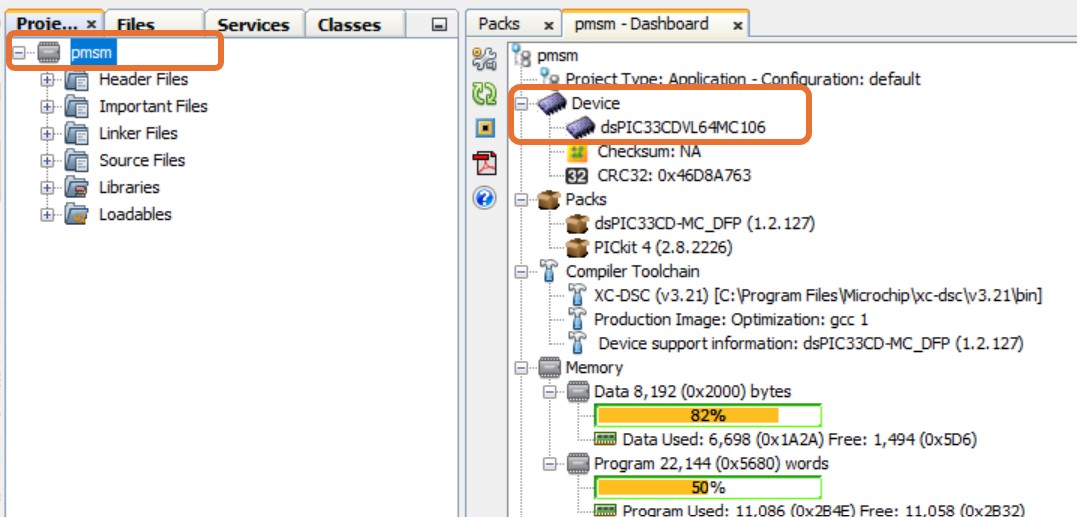 Proje... × Files Services Classes
pmsm
Header Files
Important Files
Linker Files
Source Files
Libraries
Loadables
Packs × pmsm - Dashboard ×
pmsm
Project Type: Application - Configuration: default
Device
dsPIC33CDVL64MC106
Checksum: NA
32 CRC32: 0x46D8A763
Packs
dsPIC33CD-MC_DFP (1.2.127)
PICkit 4 (2.8.2226)
Compiler Toolchain
XC-DSC (v3.21) [C:\Program Files\Microchip\xc-dsc\v3.21\bin]
Production Image: Optimization: gcc 1
Device support information: dsPIC33CD-MC_DFP (1.2.127)
Memory
Data 8,192 (0x2000) bytes
82%
Data Used: 6,698 (0x1A2A) Free: 1,494 (0x5D6)
Program 22,144 (0x5680) words
50%
Program Used: 11,086 (0x2B4E) Free: 11,058 (0x2B32)